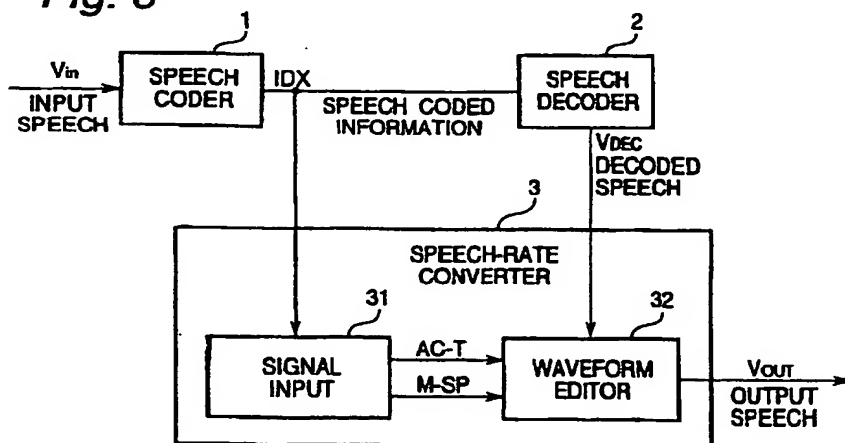 Fig.
1
2
Vin
INPUT
SPEECH
SPEECH
CODER
IDX
SPEECH CODED
INFORMATION
SPEECH
DECODER
VDEC
DECODED
SPEECH
3
SPEECH-RATE
CONVERTER
31
32
SIGNAL
INPUT
AC-T
M-SP
WAVEFORM
EDITOR
VOUT
OUTPUT
SPEECH